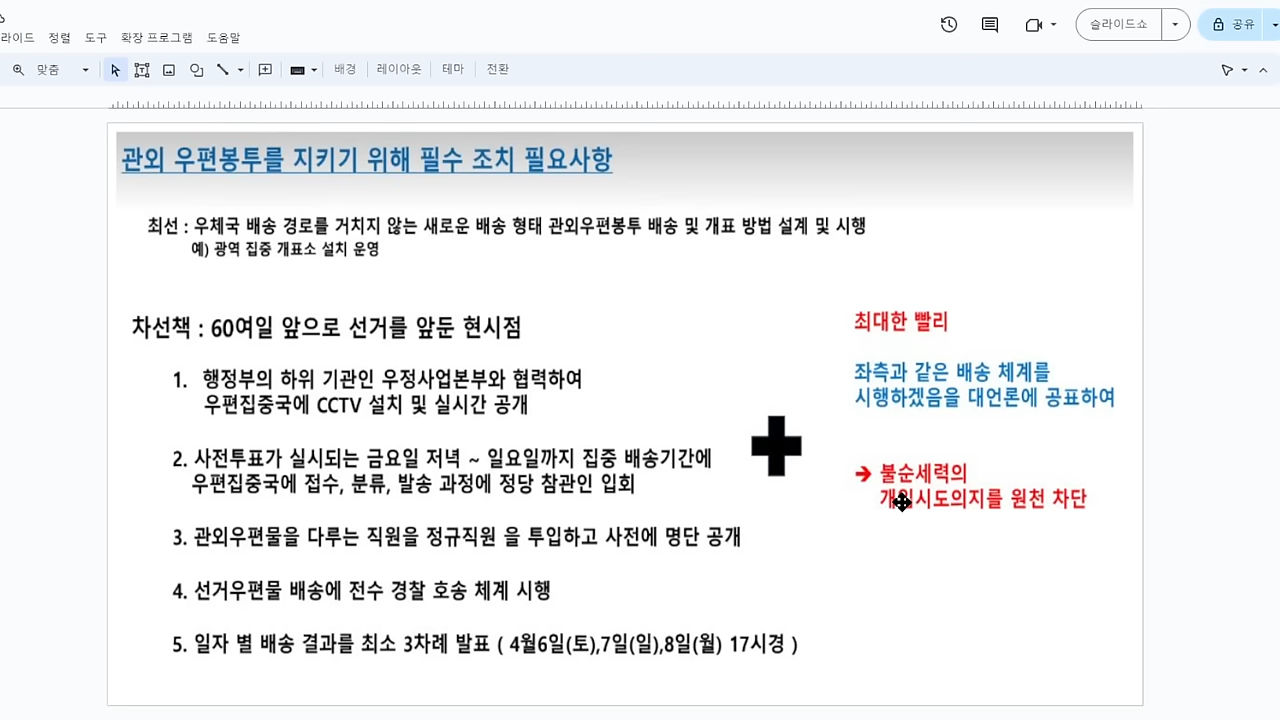 라이드 정렬 도구 확장 프로그램 도움말
슬라이드쇼
공유
맞춤
배경 레이아웃 테마 전환
관외 우편봉투를 지키기 위해 필수 조치 필요사항
최선 : 우체국 배송 경로를 거치지 않는 새로운 배송 형태 관외우편봉투 배송 및 개표 방법 설계 및 시행
예) 광역 집중 개표소 설치 운영
차선책 : 60여일 앞으로 선거를 앞둔 현시점
1. 행정부의 하위 기관인 우정사업본부와 협력하여
우편집중국에 CCTV 설치 및 실시간 공개
2. 사전투표가 실시되는 금요일 저녁 ~ 일요일까지 집중 배송기간에
우편집중국에 접수, 분류, 발송 과정에 정당 참관인 입회
3. 관외우편물을 다루는 직원을 정규직원 을 투입하고 사전에 명단 공개
4. 선거우편물 배송에 전수 경찰 호송 체계 시행
5. 일자 별 배송 결과를 최소 3차례 발표 ( 4월6일(토),7일(일),8일(월) 17시경 )
최대한 빨리
좌측과 같은 배송 체계를
시행하겠음을 대언론에 공표하여
➔ 불순세력의
개입시도의지를 원천 차단